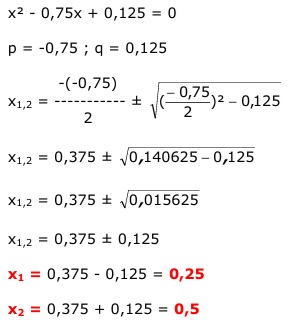 x² - 0,75x + 0,125 = 0
p = -0,75 ; q = 0,125
x₁,₂ = -(-0,75) / 2 ± √((-0,75 / 2)² − 0,125)
x₁,₂ = 0,375 ± √(0,140625 − 0,125)
x₁,₂ = 0,375 ± √(0,015625)
x₁,₂ = 0,375 ± 0,125
x₁ = 0,375 - 0,125 = 0,25
x₂ = 0,375 + 0,125 = 0,5